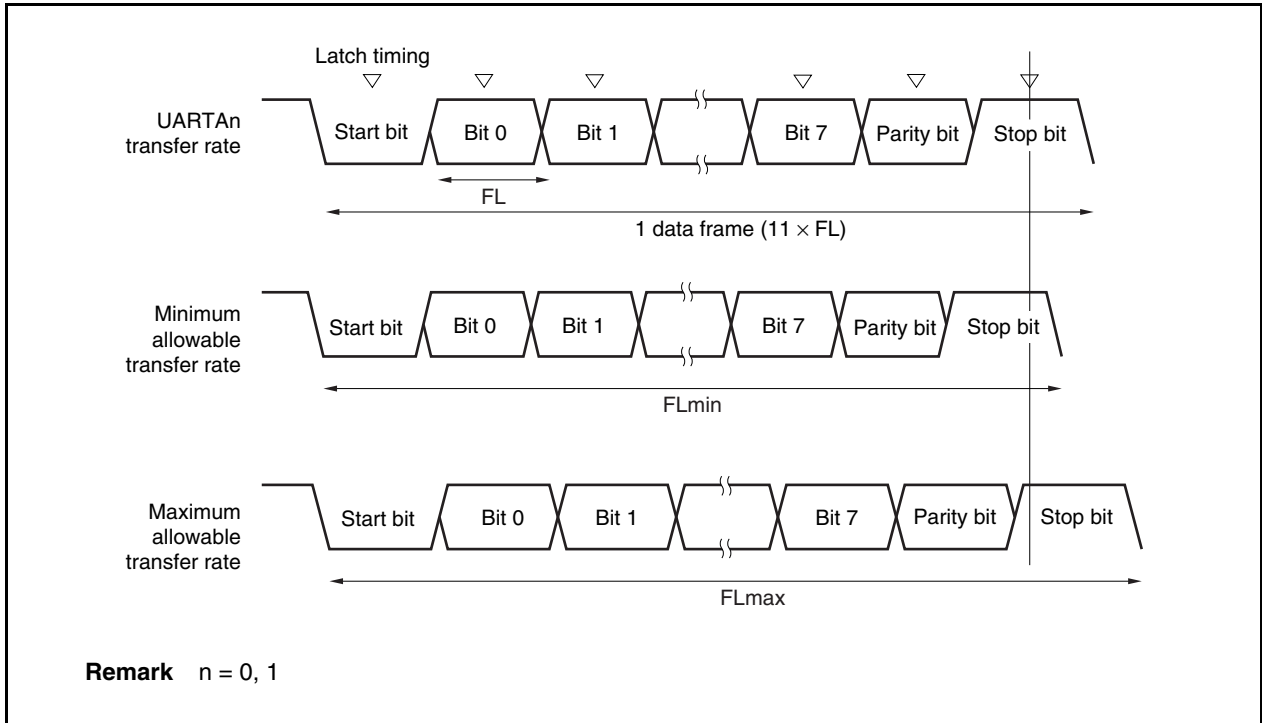 Latch timing
UARTAn
transfer rate
Start bit
Bit 0
Bit 1
Bit 7
Parity bit
Stop bit
FL
1 data frame (11 × FL)
Minimum
allowable
transfer rate
Start bit
Bit 0
Bit 1
Bit 7
Parity bit
Stop bit
FLmin
Maximum
allowable
transfer rate
Start bit
Bit 0
Bit 1
Bit 7
Parity bit
Stop bit
FLmax
Remark n = 0, 1